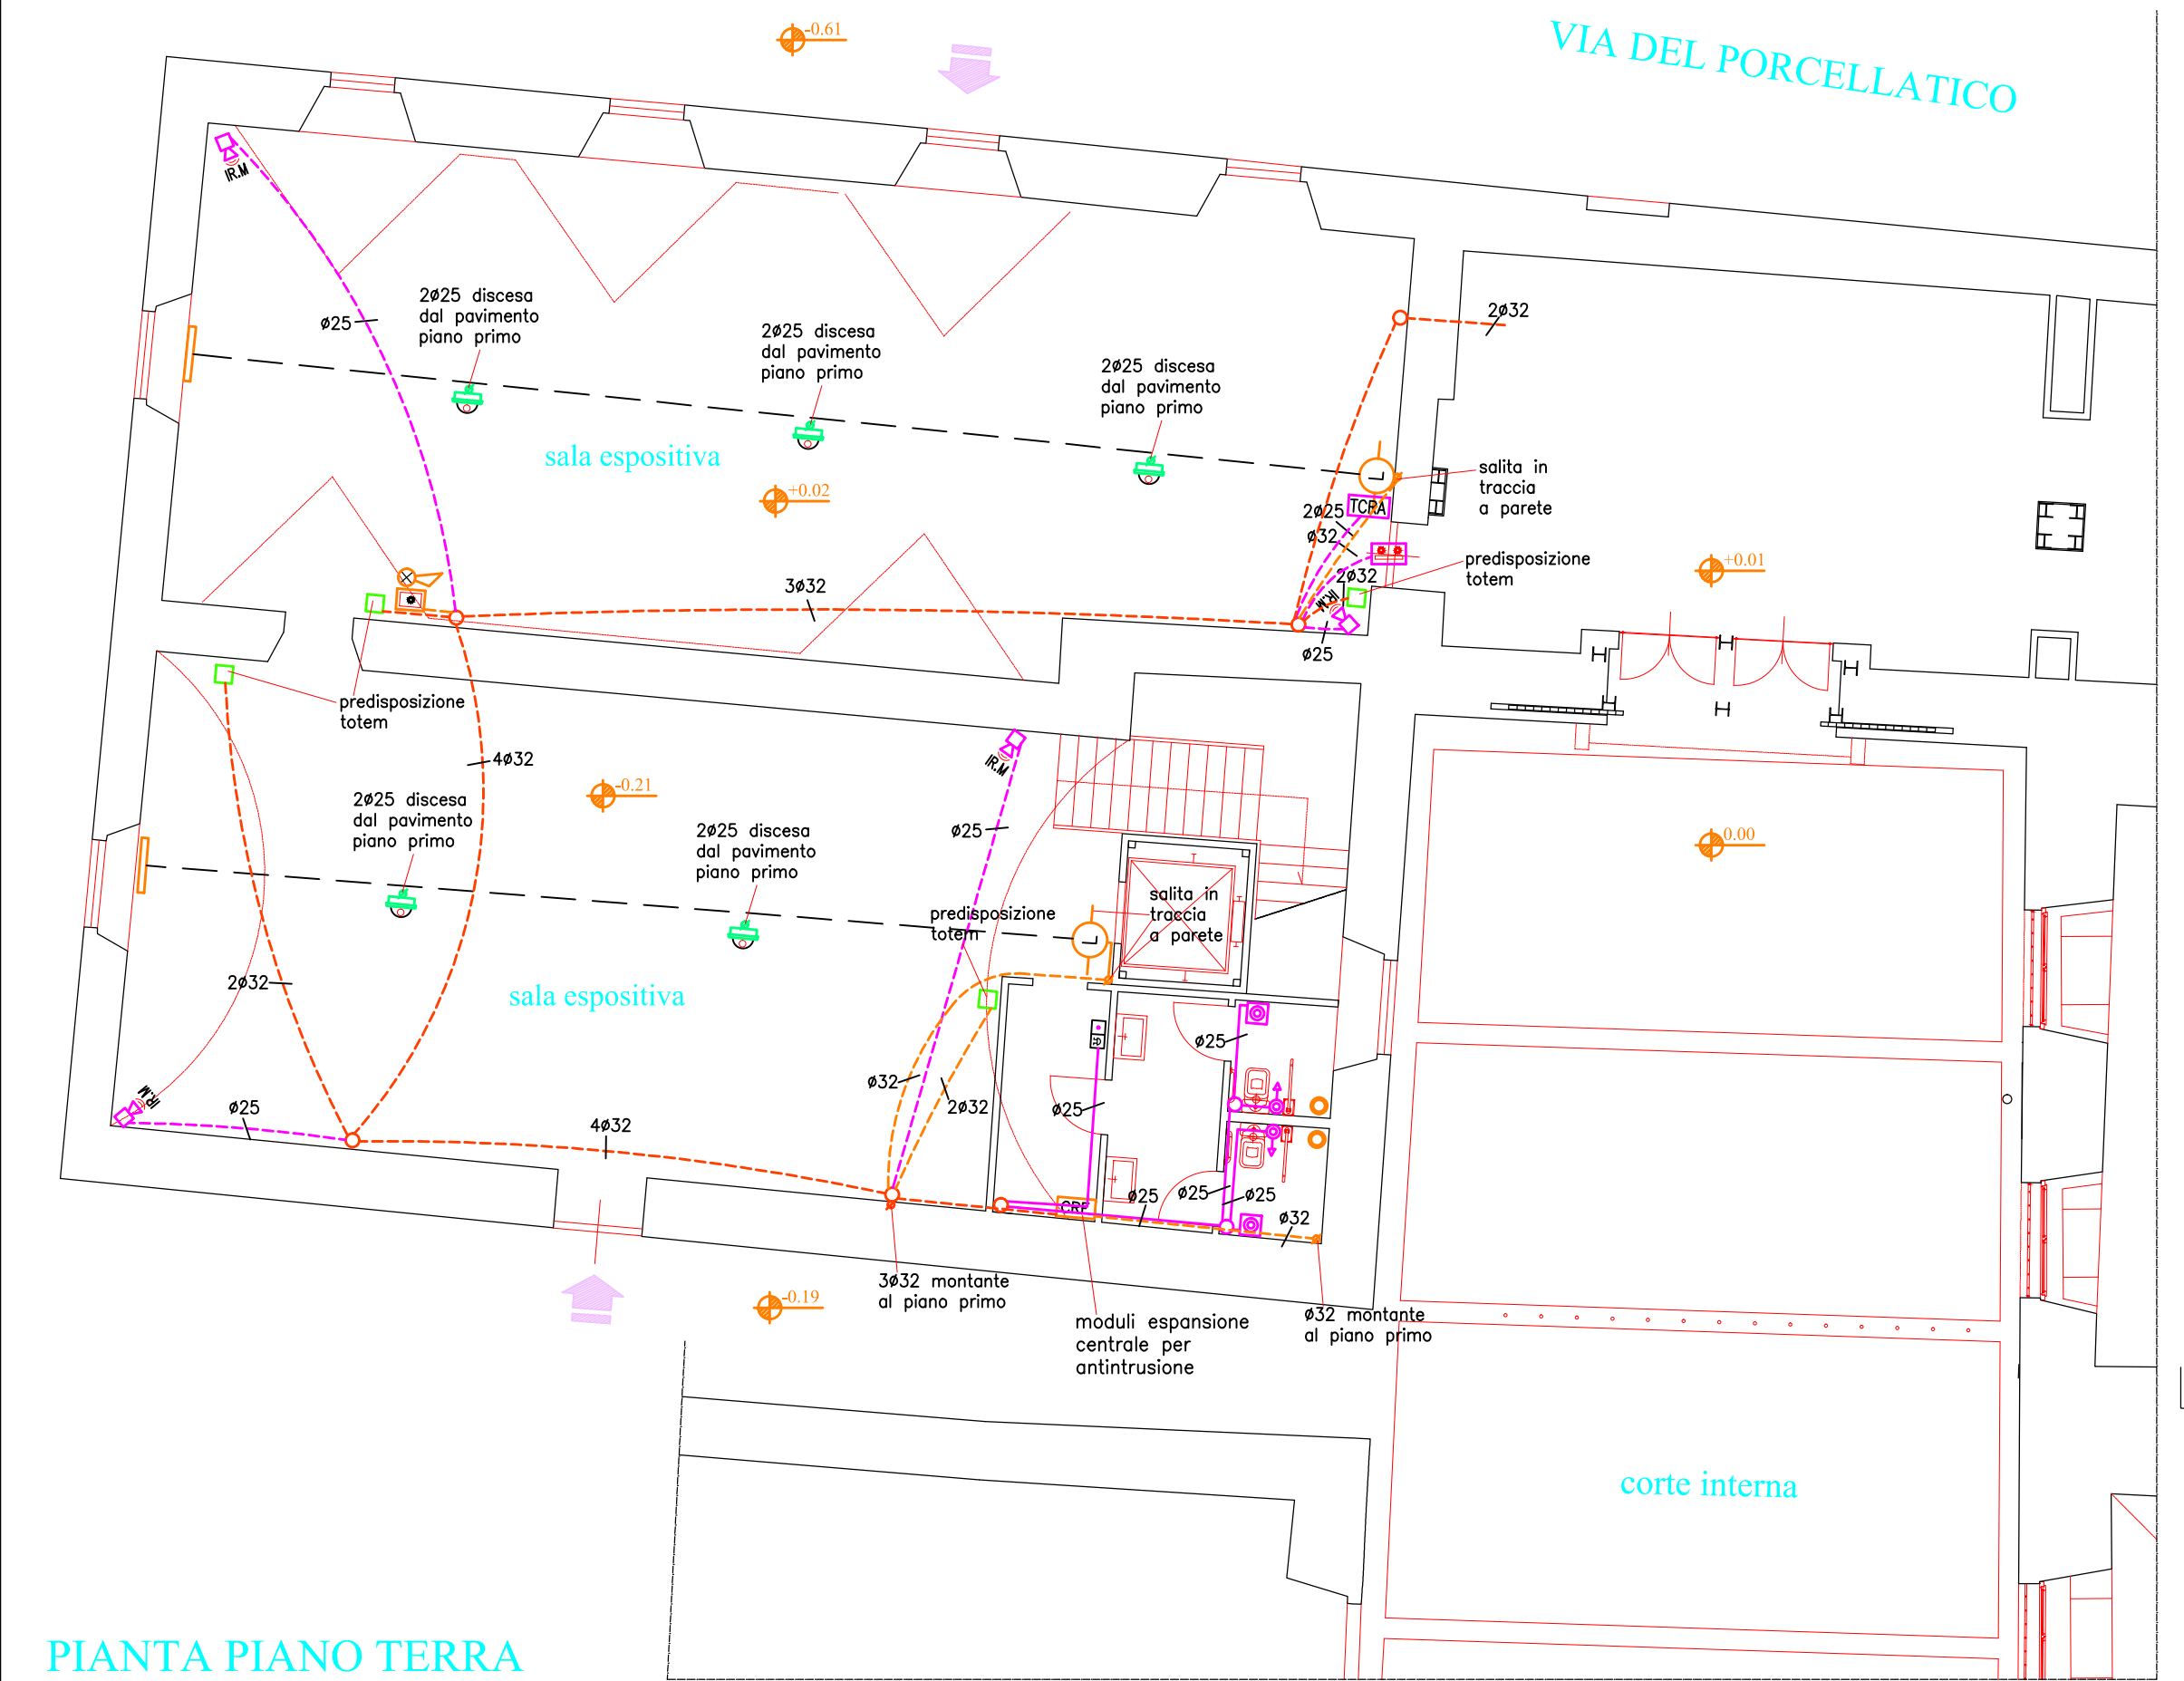 -0.61
VIA DEL PORCELLATICO
IR.M
2ø25 discesa
dal pavimento
piano primo
ø25
2ø25 discesa
dal pavimento
piano primo
2ø25 discesa
dal pavimento
piano primo
2ø32
sala espositiva
+0.02
L
salita in
traccia
a parete
TCRA
2ø25
ø32
predisposizione
totem
2ø32
IR.M
ø25
3ø32
+0.01
predisposizione
totem
4ø32
IR.M
-0.21
2ø25 discesa
dal pavimento
piano primo
2ø25 discesa
dal pavimento
piano primo
ø25
0.00
salita in
traccia
a parete
predisposizione
totem
L
2ø32
sala espositiva
ø25
ø32
2ø32
ø25
IR.M
ø25
4ø32
CRF
ø25
ø25
ø25
ø32
3ø32 montante
al piano primo
-0.19
moduli espansione
centrale per
antintrusione
ø32 montante
al piano primo
corte interna
PIANTA PIANO TERRA